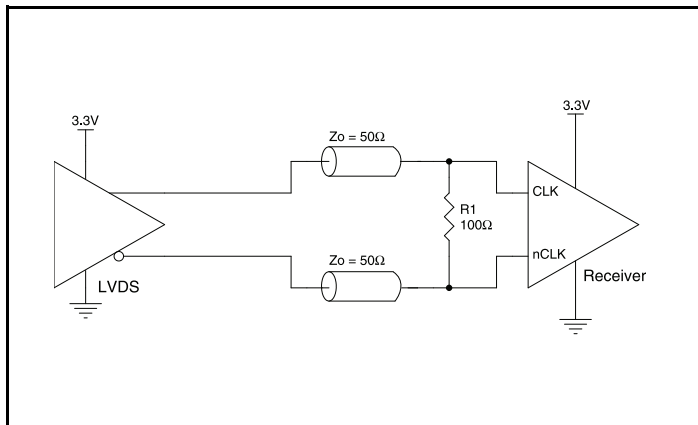 3.3V
3.3V
Zo = 50Ω
CLK
R1
100Ω
Zo = 50Ω
nCLK
LVDS
Receiver